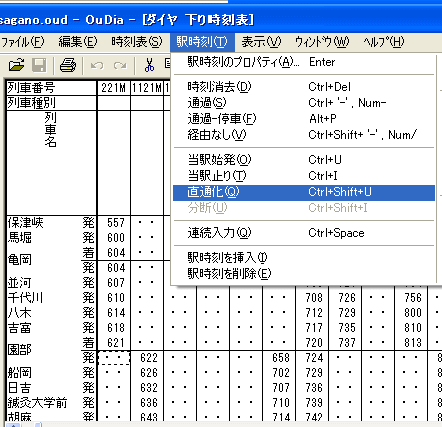 sagano.oud - OuDia - [ダイヤ 下り時刻表]
ファイル(F) 編集(E) 時刻表(S) 駅時刻(T) 表示(V) ウィンドウ(W) ヘルプ(H)
駅時刻のプロパティ(A)... Enter
時刻消去(D) Ctrl+Del
通過(S) Ctrl+ '-' , Num-
通過-停車(F) Alt+P
経由なし(V) Ctrl+Shift+ '-' , Num/
当駅始発(O) Ctrl+U
当駅止り(T) Ctrl+I
直通化(Q) Ctrl+Shift+U
分断(U) Ctrl+Shift+I
連続入力(Q) Ctrl+Space
駅時刻を挿入(I)
駅時刻を削除(E)
列車番号 221M 1121M 1
列車種別
列車名
保津峡 発 557 ‥
馬堀 発 600 ‥
着 604 ‥
亀岡
発 604 ‥
並河 発 607 ‥
千代川 発 610 ‥ ‥ ‥ ‥ 708 726 ‥ 756
八木 発 614 ‥ ‥ ‥ ‥ 712 729 ‥ 800
吉富 発 618 ‥ ‥ ‥ ‥ 717 735 ‥ 810
着 621 ‥ ‥ ‥ ‥ 720 737 ‥ 813
園部
発 ‥ 622 ‥ ‥ 658 724 ‥ ‥ ‥ 8
船岡 発 ‥ 626 ‥ ‥ 702 729 ‥ ‥ ‥ 8
日吉 発 ‥ 632 ‥ ‥ 707 736 ‥ ‥ ‥ 8
鍼灸大学前 発 ‥ 636 ‥ ‥ 710 739 ‥ ‥ ‥ 8
胡麻 発 ‥ 643 ‥ ‥ 714 742 ‥ ‥ ‥ 8